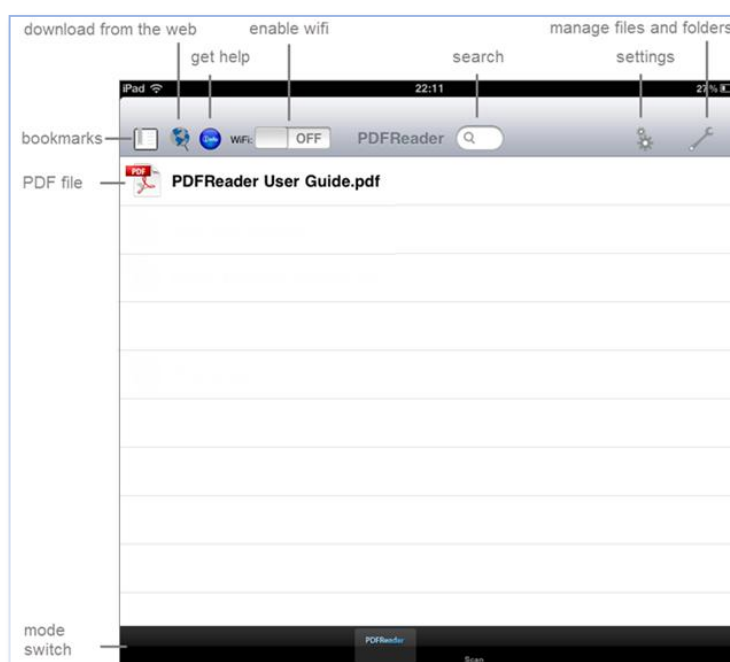 download from the web
enable wifi
manage files and folders
get help
search
settings
iPad
22:11
27%
bookmarks
WiFi:
OFF
PDFReader
PDF file
PDF
PDFReader User Guide.pdf
mode
switch
PDFReader
Scan